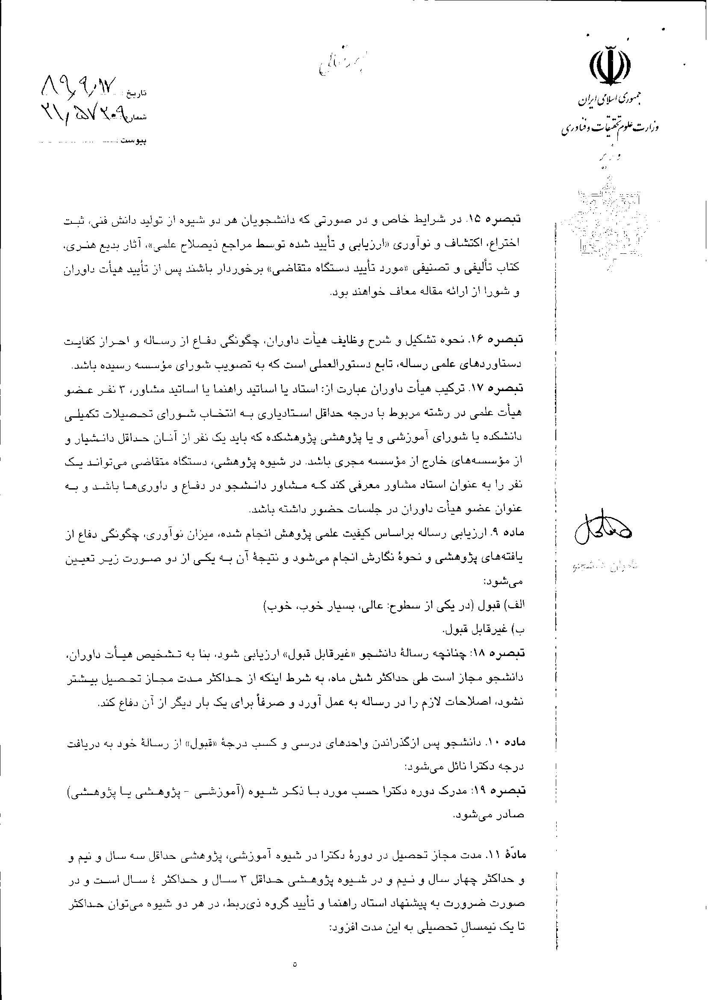 جمهوری اسلامی ایران
وزارت علوم تحقیقات و فناوری
وزیر
تاریخ: ۸۹٫۹٫۱۷
شماره: ۲۱٫۵۷۲۰۹
پیوست:
تبصره ۱۵. در شرایط خاص و در صورتی که دانشجویان هر دو شیوه از تولید دانش فنی، ثبت
اختراع، اکتشاف و نوآوری «ارزیابی و تأیید شده توسط مراجع ذیصلاح علمی»، آثار بدیع هنری،
کتاب تألیفی و تصنیفی «مورد تأیید دستگاه متقاضی» برخوردار باشند پس از تأیید هیأت داوران
و شورا از ارائه مقاله معاف خواهند بود.
تبصره ۱۶. نحوه تشکیل و شرح وظایف هیأت داوران، چگونگی دفاع از رساله و احراز کفایت
دستاوردهای علمی رساله، تابع دستورالعملی است که به تصویب شورای مؤسسه رسیده باشد.
تبصره ۱۷. ترکیب هیأت داوران عبارت از: استاد یا اساتید راهنما یا اساتید مشاور، ۳ نفر عضو
هیأت علمی در رشته مربوط با درجه حداقل استادیاری به انتخاب شورای تحصیلات تکمیلی
دانشکده یا شورای آموزشی و یا پژوهشی پژوهشکده که باید یک نفر از آنان حداقل دانشیار و
از مؤسسه‌های خارج از مؤسسه مجری باشد. در شیوه پژوهشی، دستگاه متقاضی می‌تواند یک
نفر را به عنوان استاد مشاور معرفی کند که مشاور دانشجو در دفاع و داوری‌ها باشد و به
عنوان عضو هیأت داوران در جلسات حضور داشته باشد.
ماده ۹. ارزیابی رساله براساس کیفیت علمی پژوهش انجام شده، میزان نوآوری، چگونگی دفاع از
یافته‌های پژوهشی و نحوۀ نگارش انجام می‌شود و نتیجۀ آن به یکی از دو صورت زیر تعیین
می‌شود:
الف) قبول (در یکی از سطوح: عالی، بسیار خوب، خوب)
ب) غیرقابل قبول.
تبصره ۱۸: چنانچه رسالۀ دانشجو «غیرقابل قبول» ارزیابی شود، بنا به تشخیص هیأت داوران،
دانشجو مجاز است طی حداکثر شش ماه، به شرط اینکه از حداکثر مدت مجاز تحصیل بیشتر
نشود، اصلاحات لازم را در رساله به عمل آورد و صرفاً برای یک بار دیگر از آن دفاع کند.
ماده ۱۰. دانشجو پس ازگذراندن واحدهای درسی و کسب درجۀ «قبول» از رسالۀ خود به دریافت
درجه دکترا نائل می‌شود:
تبصره ۱۹: مدرک دوره دکترا حسب مورد با ذکر شیوه (آموزشی - پژوهشی یا پژوهشی)
صادر می‌شود.
مادّۀ ۱۱. مدت مجاز تحصیل در دورۀ دکترا در شیوه آموزشی، پژوهشی حداقل سه سال و نیم و
و حداکثر چهار سال و نیم و در شیوه پژوهشی حداقل ۳ سال و حداکثر ٤ سال است و در
صورت ضرورت به پیشنهاد استاد راهنما و تأیید گروه ذی‌ربط، در هر دو شیوه می‌توان حداکثر
تا یک نیمسال تحصیلی به این مدت افزود:
۵